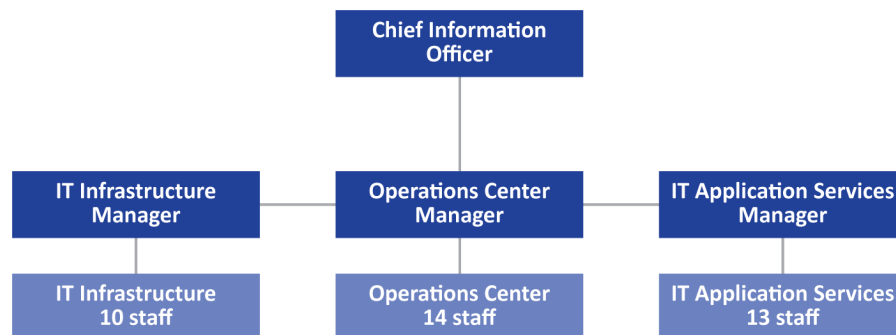 Chief Information
Officer
IT Infrastructure
Manager
Operations Center
Manager
IT Application Services
Manager
IT Infrastructure
10 staff
Operations Center
14 staff
IT Application Services
13 staff